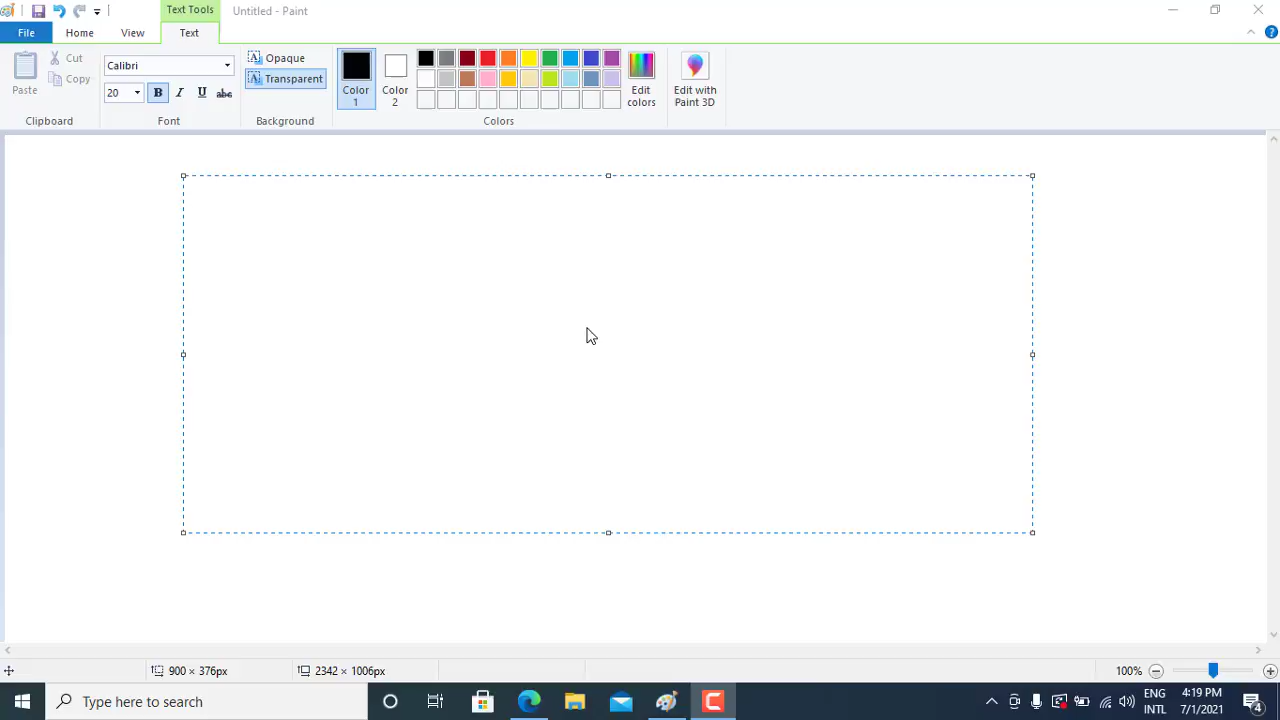 Text Tools
Untitled - Paint
File
Home
View
Text
Paste
Cut
Copy
Clipboard
Calibri
20
B
I
U
abc
Font
Opaque
Transparent
Background
Color 1
Color 2
Edit colors
Colors
Edit with Paint 3D
900 × 376px
2342 × 1006px
100%
Type here to search
ENG
INTL
4:19 PM
7/1/2021
4